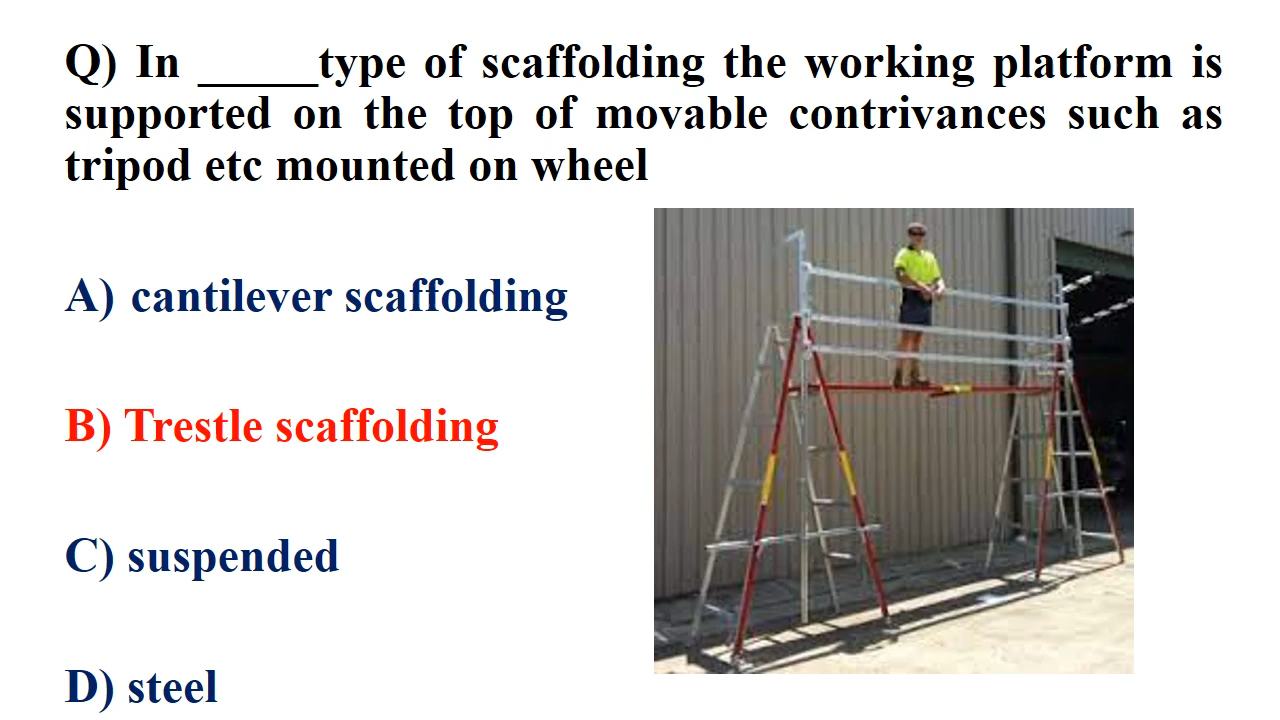 Q) In _____type of scaffolding the working platform is
supported on the top of movable contrivances such as
tripod etc mounted on wheel
A) cantilever scaffolding
B) Trestle scaffolding
C) suspended
D) steel